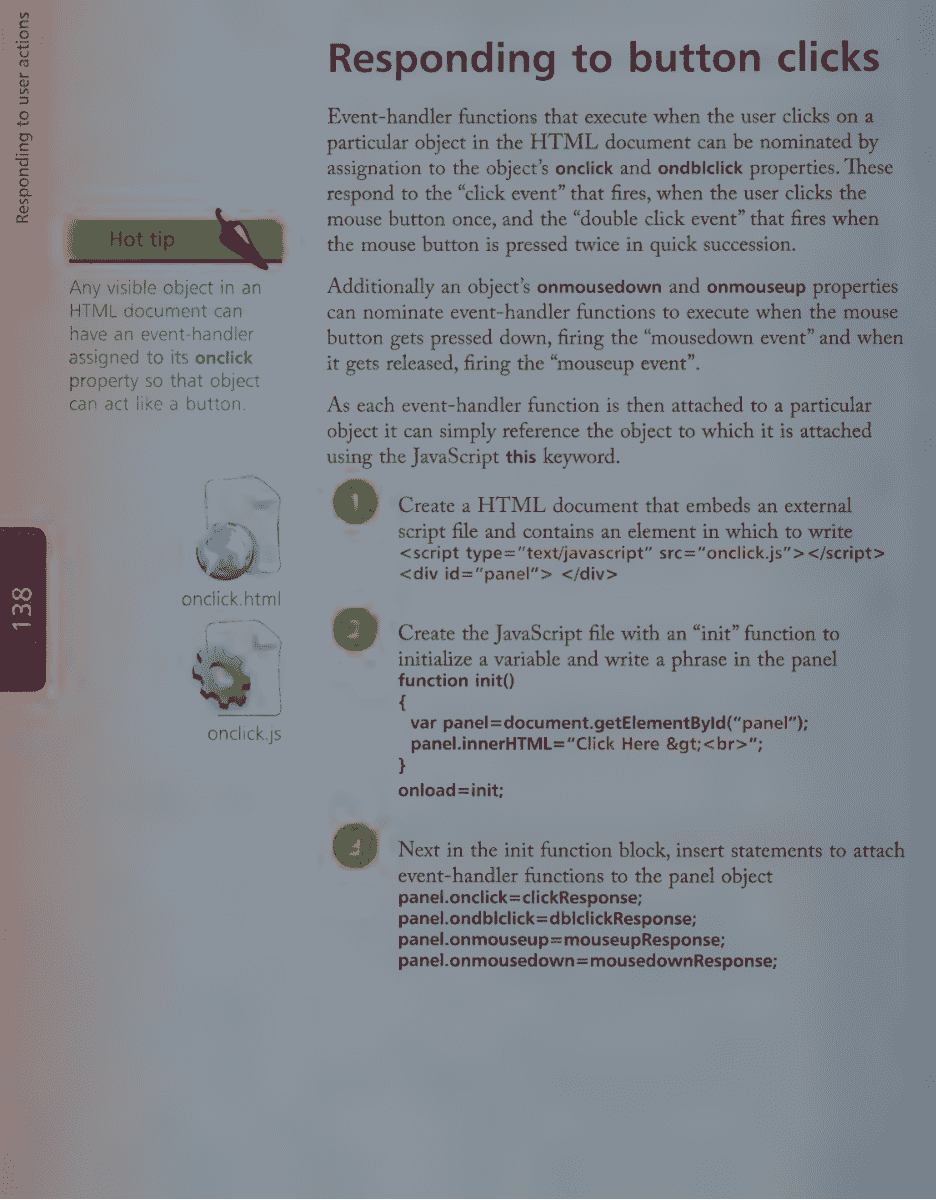 Responding to user actions
Responding to button clicks
Event-handler functions that execute when the user clicks on a
particular object in the HTML document can be nominated by
assignation to the object's onclick and ondblclick properties. These
respond to the "click event" that fires, when the user clicks the
mouse button once, and the "double click event" that fires when
the mouse button is pressed twice in quick succession.
Hot tip
Any visible object in an
HTML document can
have an event-handler
assigned to its onclick
property so that object
can act like a button.
Additionally an object's onmousedown and onmouseup properties
can nominate event-handler functions to execute when the mouse
button gets pressed down, firing the "mousedown event" and when
it gets released, firing the "mouseup event".
As each event-handler function is then attached to a particular
object it can simply reference the object to which it is attached
using the JavaScript this keyword.
1
Create a HTML document that embeds an external
script file and contains an element in which to write
<script type="text/javascript" src="onclick.js"></script>
<div id="panel"> </div>
onclick.html
138
2
Create the JavaScript file with an "init" function to
initialize a variable and write a phrase in the panel
function init()
{
var panel=document.getElementById("panel");
panel.innerHTML="Click Here &gt;<br>";
}
onload=init;
onclick.js
3
Next in the init function block, insert statements to attach
event-handler functions to the panel object
panel.onclick=clickResponse;
panel.ondblclick=dblclickResponse;
panel.onmouseup=mouseupResponse;
panel.onmousedown=mousedownResponse;